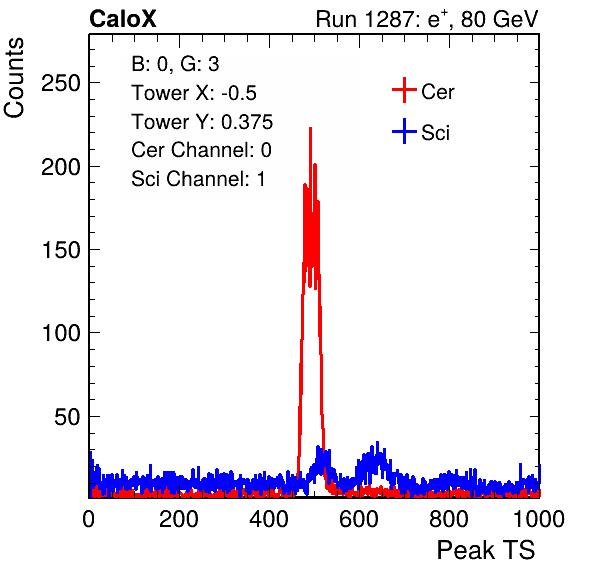 CaloX
Run 1287: e+, 80 GeV
Counts
B: 0, G: 3
Tower X: -0.5
Tower Y: 0.375
Cer Channel: 0
Sci Channel: 1
Cer
Sci
250
200
150
100
50
0 200 400 600 800 1000
Peak TS